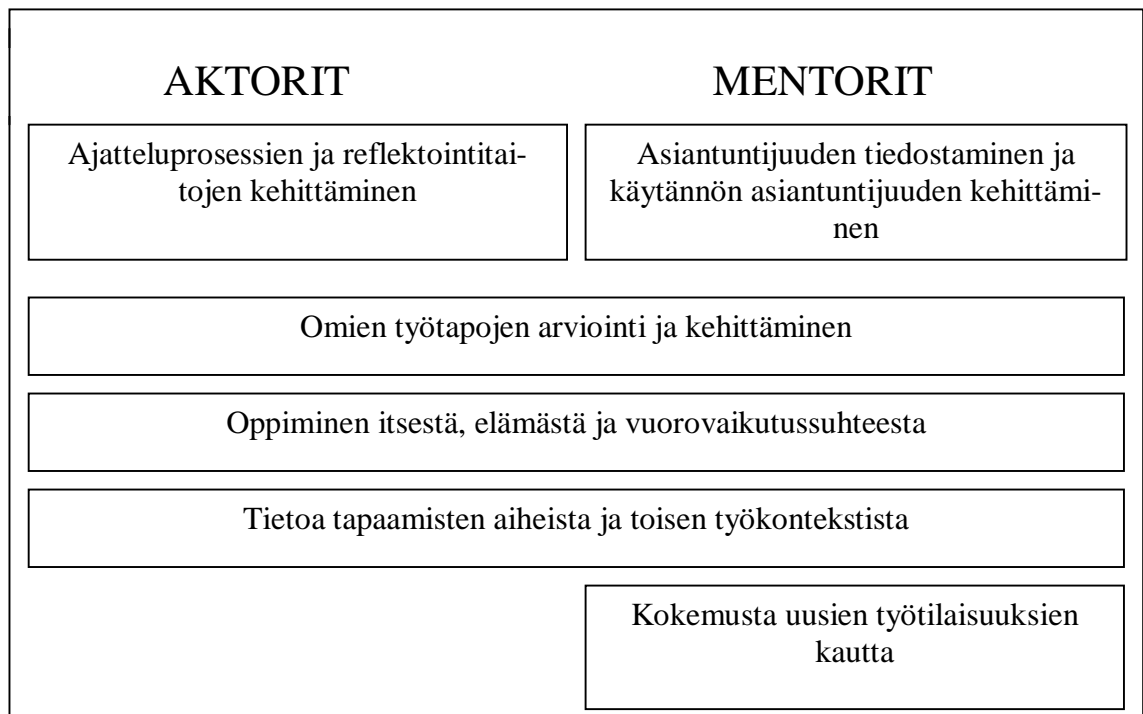 AKTORIT
MENTORIT
Ajatteluprosessien ja reflektointitai-
tojen kehittäminen
Asiantuntijuuden tiedostaminen ja
käytännön asiantuntijuuden kehittämi-
nen
Omien työtapojen arviointi ja kehittäminen
Oppiminen itsestä, elämästä ja vuorovaikutussuhteesta
Tietoa tapaamisten aiheista ja toisen työkontekstista
Kokemusta uusien työtilaisuuksien
kautta